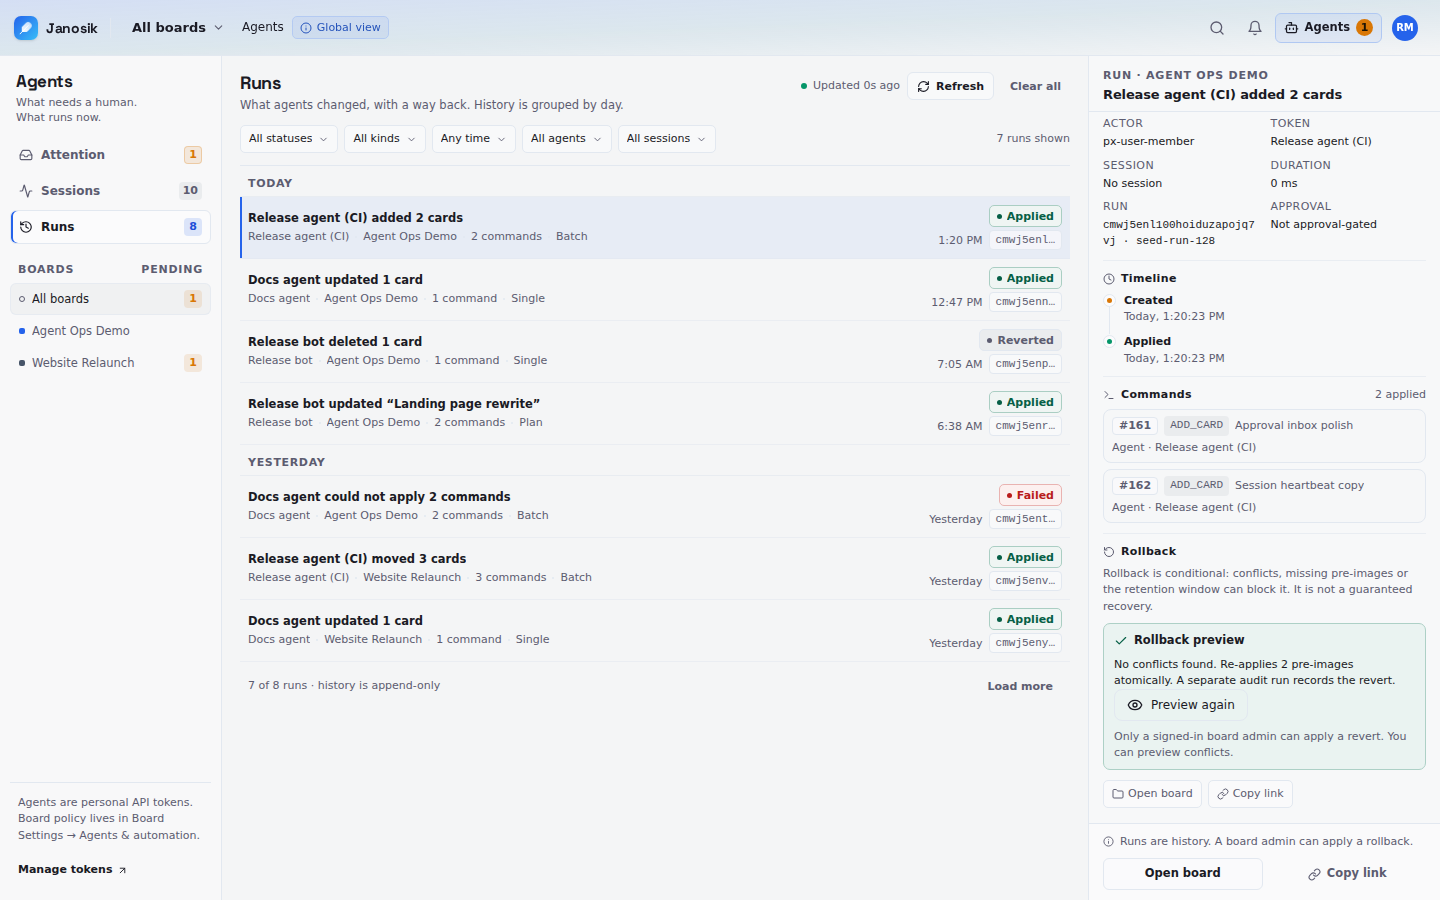 Janosik
All boards
Agents
Global view
Agents 1
RM
Agents
What needs a human.
What runs now.
Attention 1
Sessions 10
Runs 8
BOARDS PENDING
All boards 1
Agent Ops Demo
Website Relaunch 1
Agents are personal API tokens.
Board policy lives in Board
Settings → Agents & automation.
Manage tokens
Runs
What agents changed, with a way back. History is grouped by day.
Updated 0s ago
Refresh
Clear all
All statuses
All kinds
Any time
All agents
All sessions
7 runs shown
TODAY
Release agent (CI) added 2 cards
Applied
Release agent (CI) · Agent Ops Demo · 2 commands · Batch
1:20 PM cmwj5enl…
Docs agent updated 1 card
Applied
Docs agent · Agent Ops Demo · 1 command · Single
12:47 PM cmwj5enn…
Release bot deleted 1 card
Reverted
Release bot · Agent Ops Demo · 1 command · Single
7:05 AM cmwj5enp…
Release bot updated “Landing page rewrite”
Applied
Release bot · Agent Ops Demo · 2 commands · Plan
6:38 AM cmwj5enr…
YESTERDAY
Docs agent could not apply 2 commands
Failed
Docs agent · Agent Ops Demo · 2 commands · Batch
Yesterday cmwj5ent…
Release agent (CI) moved 3 cards
Applied
Release agent (CI) · Website Relaunch · 3 commands · Batch
Yesterday cmwj5env…
Docs agent updated 1 card
Applied
Docs agent · Website Relaunch · 1 command · Single
Yesterday cmwj5eny…
7 of 8 runs · history is append-only
Load more
RUN · AGENT OPS DEMO
Release agent (CI) added 2 cards
ACTOR
px-user-member
TOKEN
Release agent (CI)
SESSION
No session
DURATION
0 ms
RUN
cmwj5enl100hoiduzapojq7
vj · seed-run-128
APPROVAL
Not approval-gated
Timeline
Created
Today, 1:20:23 PM
Applied
Today, 1:20:23 PM
Commands
2 applied
#161 ADD_CARD Approval inbox polish
Agent · Release agent (CI)
#162 ADD_CARD Session heartbeat copy
Agent · Release agent (CI)
Rollback
Rollback is conditional: conflicts, missing pre-images or
the retention window can block it. It is not a guaranteed
recovery.
Rollback preview
No conflicts found. Re-applies 2 pre-images
atomically. A separate audit run records the revert.
Preview again
Only a signed-in board admin can apply a revert. You
can preview conflicts.
Open board
Copy link
Runs are history. A board admin can apply a rollback.
Open board
Copy link